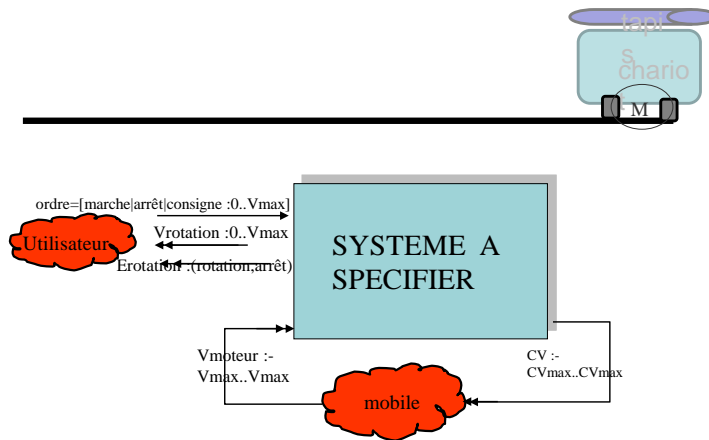 tapi
s
chario
t
M
ordre=[marche|arrêt|consigne :0..Vmax]
Vrotation :0..Vmax
Utilisateur
Erotation :(rotation,arrêt)
SYSTEME A
SPECIFIER
Vmoteur :-
Vmax..Vmax
CV :-
CVmax..CVmax
mobile